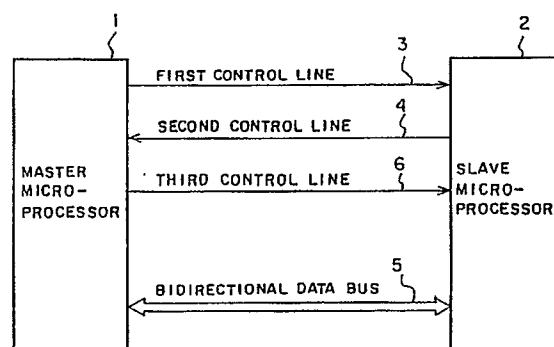 1
2
FIRST CONTROL LINE
3
SECOND CONTROL LINE
4
MASTER
MICRO-
PROCESSOR
THIRD CONTROL LINE
6
SLAVE
MICRO-
PROCESSOR
BIDIRECTIONAL DATA BUS
5